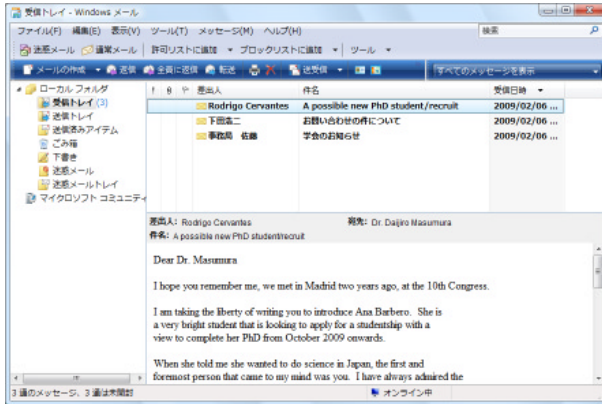 受信トレイ - Windows メール
ファイル(F) 編集(E) 表示(V) ツール(T) メッセージ(M) ヘルプ(H) 検索
迷惑メール 通常メール 許可リストに追加 ブロックリストに追加 ツール
メールの作成 返信 全員に返信 転送 送受信 すべてのメッセージを表示
ローカル フォルダ
受信トレイ (3)
送信トレイ
送信済みアイテム
ごみ箱
下書き
迷惑メール
迷惑メールトレイ
マイクロソフト コミュニティ
差出人 件名 受信日時
Rodrigo Cervantes A possible new PhD student/recruit 2009/02/06 ...
下田浩二 お問い合わせの件について 2009/02/06 ...
事務局 佐藤 学会のお知らせ 2009/02/06 ...
差出人: Rodrigo Cervantes 宛先: Dr. Daijiro Masumura
件名: A possible new PhD student/recruit
Dear Dr. Masumura
I hope you remember me, we met in Madrid two years ago, at the 10th Congress.
I am taking the liberty of writing you to introduce Ana Barbero. She is
a very bright student that is looking to apply for a studentship with a
view to complete her PhD from October 2009 onwards.
When she told me she wanted to do science in Japan, the first and
foremost person that came to my mind was you. I have always admired the
3 通のメッセージ、3 通は未開封 オンライン中